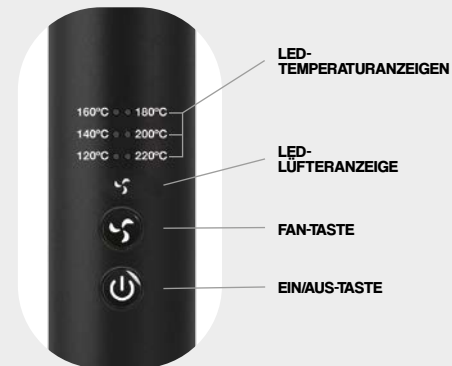 LED-
TEMPERATURANZEIGEN
160°C 180°C
140°C 200°C
120°C 220°C
LED-
LÜFTERANZEIGE
FAN-TASTE
EIN/AUS-TASTE